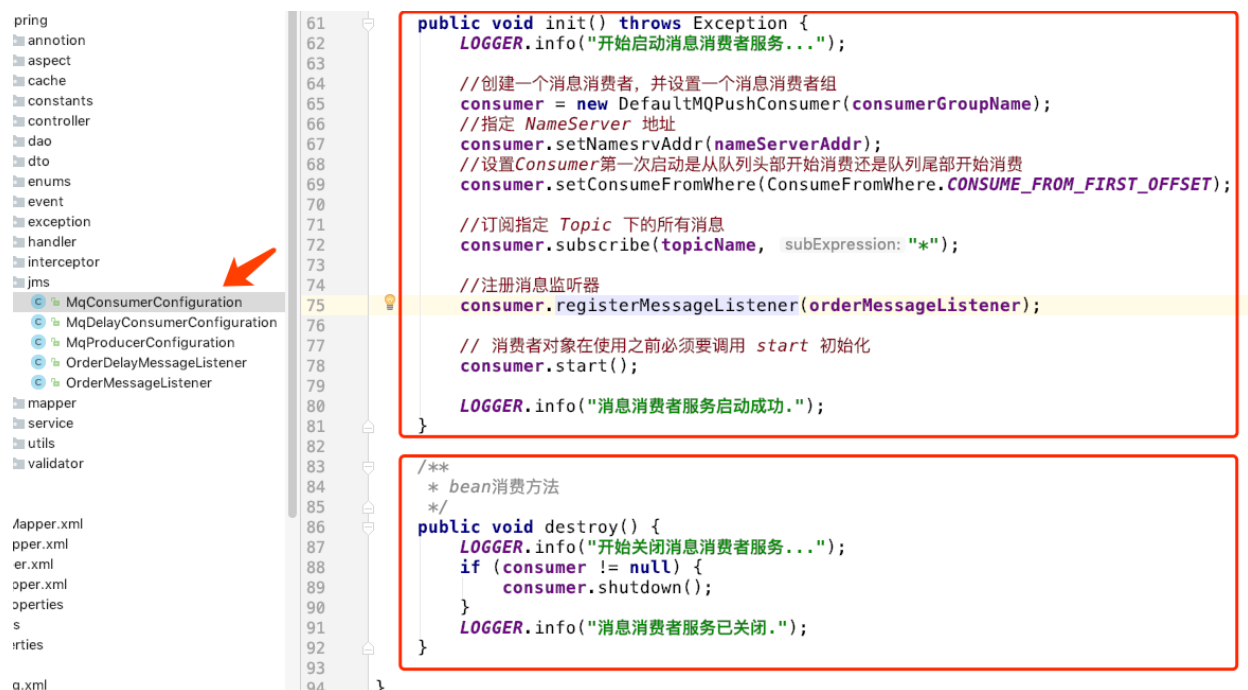 pring
annotion
aspect
cache
constants
controller
dao
dto
enums
event
exception
handler
interceptor
jms
MqConsumerConfiguration
MqDelayConsumerConfiguration
MqProducerConfiguration
OrderDelayMessageListener
OrderMessageListener
mapper
service
utils
validator
Mapper.xml
pper.xml
er.xml
pper.xml
operties
s
rties
g.xml
61 public void init() throws Exception {
62 LOGGER.info("开始启动消息消费者服务...");
63
64 //创建一个消息消费者，并设置一个消息消费者组
65 consumer = new DefaultMQPushConsumer(consumerGroupName);
66 //指定 NameServer 地址
67 consumer.setNamesrvAddr(nameServerAddr);
68 //设置Consumer第一次启动是从队列头部开始消费还是队列尾部开始消费
69 consumer.setConsumeFromWhere(ConsumeFromWhere.CONSUME_FROM_FIRST_OFFSET);
70
71 //订阅指定 Topic 下的所有消息
72 consumer.subscribe(topicName, subExpression: "*");
73
74 //注册消息监听器
75 consumer.registerMessageListener(orderMessageListener);
76
77 // 消费者对象在使用之前必须要调用 start 初始化
78 consumer.start();
79
80 LOGGER.info("消息消费者服务启动成功.");
81 }
82
83 /**
84 * bean消费方法
85 */
86 public void destroy() {
87 LOGGER.info("开始关闭消息消费者服务...");
88 if (consumer != null) {
89 consumer.shutdown();
90 }
91 LOGGER.info("消息消费者服务已关闭.");
92 }
93
94 }